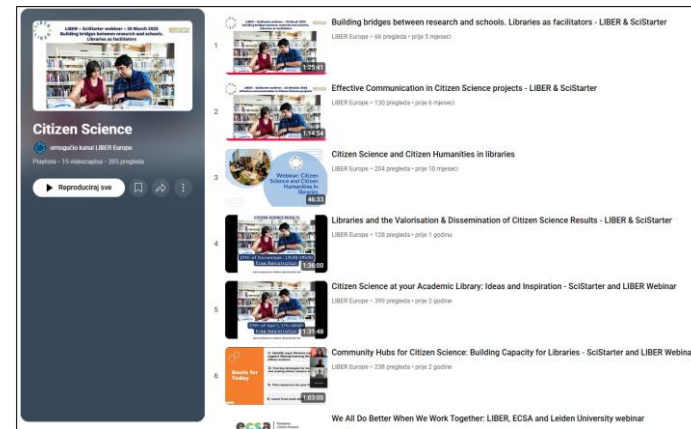 LIBER – SciStarter webinar – 26 March 2026
Building bridges between research and schools.
Libraries as facilitators
Citizen Science
omogućio kanal LIBER Europe
Playlista • 15 videozapisa • 305 pregleda
Reproduciraj sve
1
1:25:41
Building bridges between research and schools. Libraries as facilitators - LIBER & SciStarter
LIBER Europe • 66 pregleda • prije 5 mjeseci
2
1:14:54
Effective Communication in Citizen Science projects - LIBER & SciStarter
LIBER Europe • 130 pregleda • prije 6 mjeseci
3
Webinar: Citizen
Science and Citizen
Humanities in
libraries
46:33
Citizen Science and Citizen Humanities in libraries
LIBER Europe • 204 pregleda • prije 10 mjeseci
4
CITIZEN SCIENCE RESULTS
Free Registration
1:36:00
Libraries and the Valorisation & Dissemination of Citizen Science Results - LIBER & SciStarter
LIBER Europe • 128 pregleda • prije 1 godinu
5
Free Registration
1:31:48
Citizen Science at your Academic Library: Ideas and Inspiration - SciStarter and LIBER Webinar
LIBER Europe • 399 pregleda • prije 2 godine
6
Goals for
Today
1:03:00
Community Hubs for Citizen Science: Building Capacity for Libraries - SciStarter and LIBER Webina
LIBER Europe • 238 pregleda • prije 2 godine
ecsa
We All Do Better When We Work Together: LIBER, ECSA and Leiden University webinar